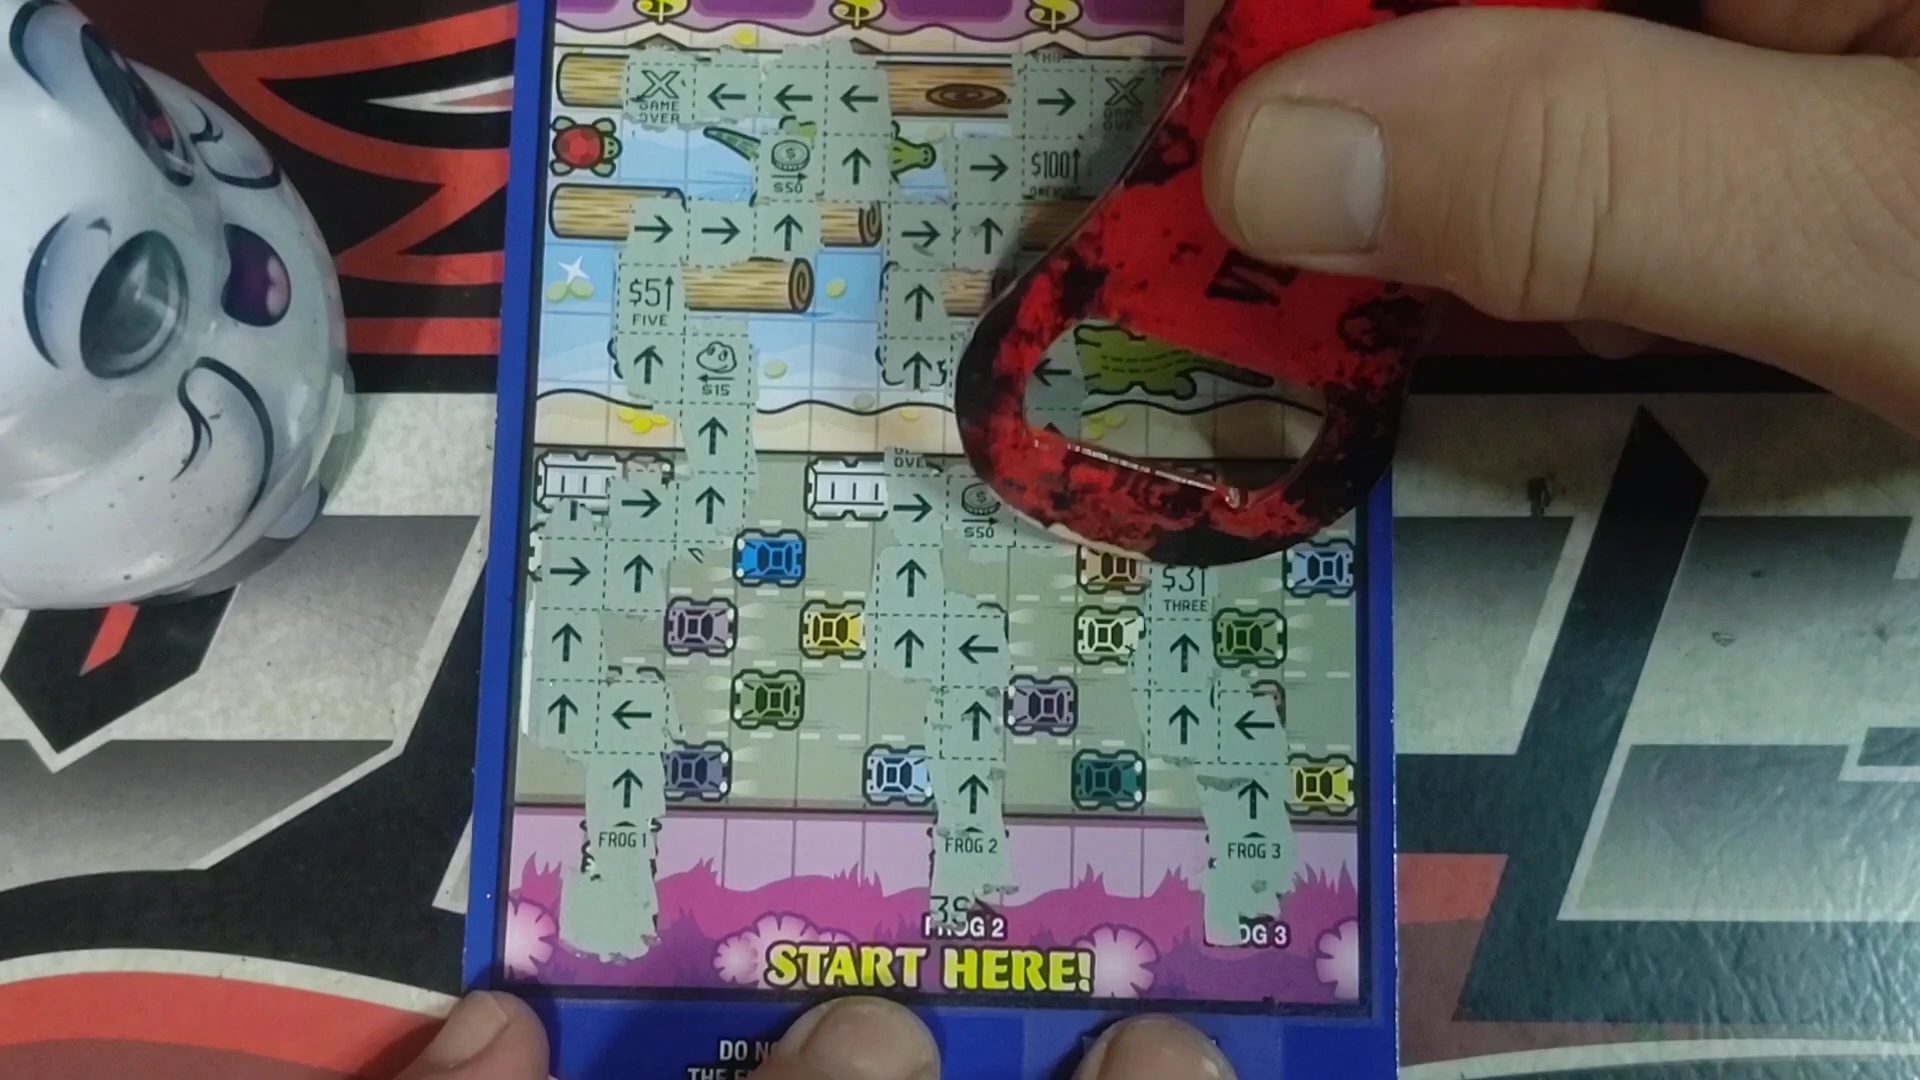 $ $ $
GAME
OVER
GAME
$
$50
$100
$5
FIVE
$15
OVER
$
$50
$3
THREE
FROG 1 FROG 2 FROG 3
FROG 2
START HERE!